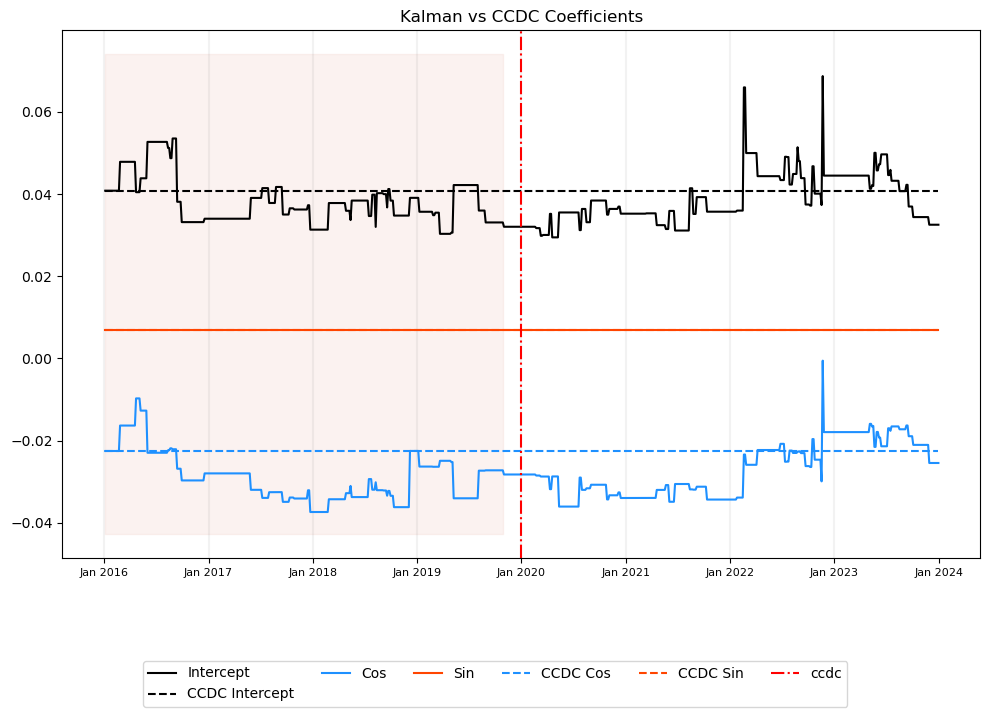 Kalman vs CCDC Coefficients
0.06
0.04
0.02
0.00
−0.02
−0.04
Jan 2016 Jan 2017 Jan 2018 Jan 2019 Jan 2020 Jan 2021 Jan 2022 Jan 2023 Jan 2024
Intercept Cos Sin CCDC Cos CCDC Sin ccdc
CCDC Intercept